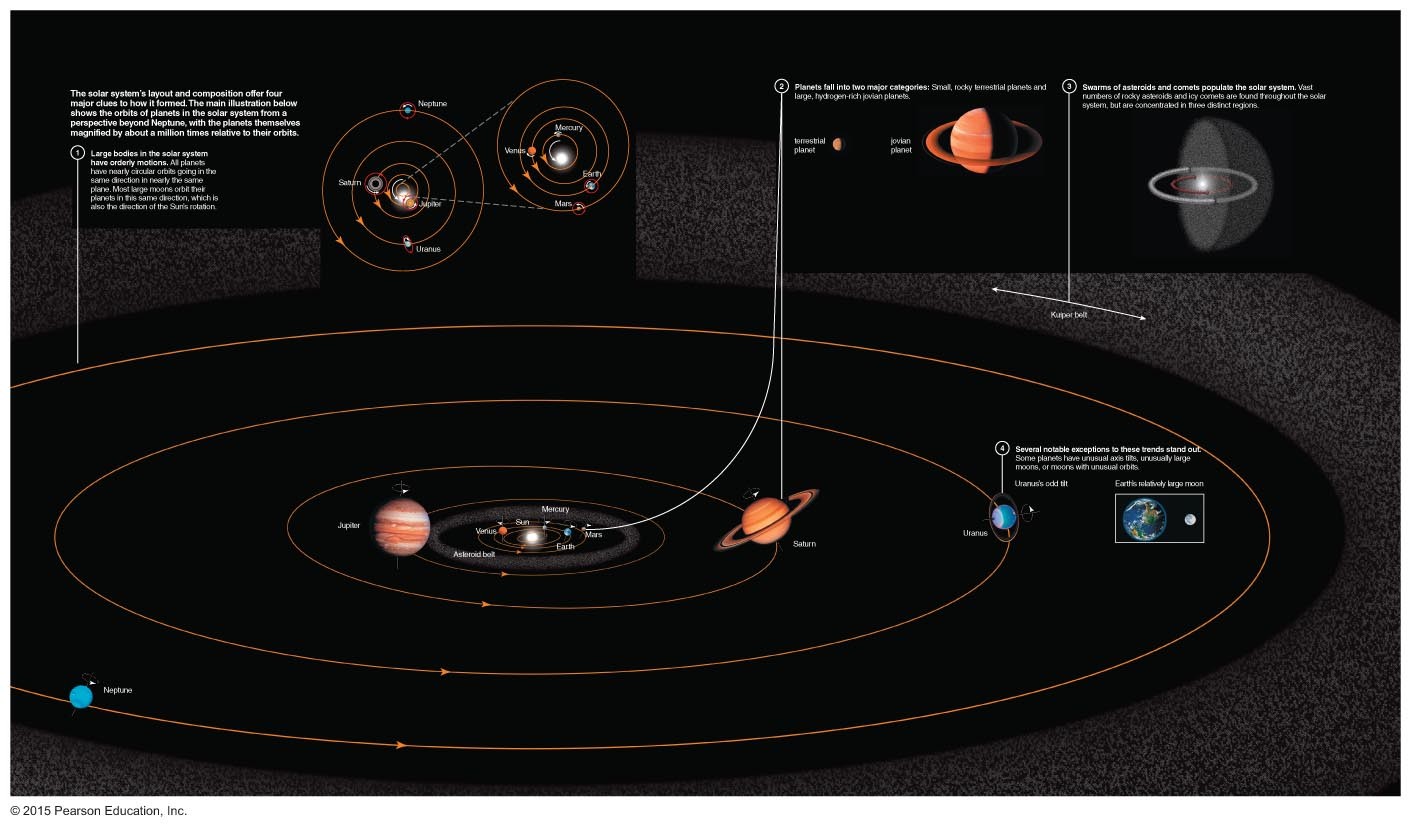 The solar system's layout and composition offer four
major clues to how it formed. The main illustration below
shows the orbits of planets in the solar system from a
perspective beyond Neptune, with the planets themselves
magnified by about a million times relative to their orbits.
1
Large bodies in the solar system
have orderly motions. All planets
have nearly circular orbits going in the
same direction in nearly the same
plane. Most large moons orbit their
planets in this same direction, which is
also the direction of the Sun's rotation.
Neptune
Saturn
Jupiter
Uranus
Mercury
Venus
Earth
Mars
2
Planets fall into two major categories: Small, rocky terrestrial planets and
large, hydrogen-rich jovian planets.
terrestrial
planet
jovian
planet
3
Swarms of asteroids and comets populate the solar system. Vast
numbers of rocky asteroids and icy comets are found throughout the solar
system, but are concentrated in three distinct regions.
Kuiper belt
4
Several notable exceptions to these trends stand out.
Some planets have unusual axis tilts, unusually large
moons, or moons with unusual orbits.
Uranus's odd tilt
Earth's relatively large moon
Jupiter
Mercury
Sun
Venus
Mars
Earth
Asteroid belt
Saturn
Uranus
Neptune
© 2015 Pearson Education, Inc.